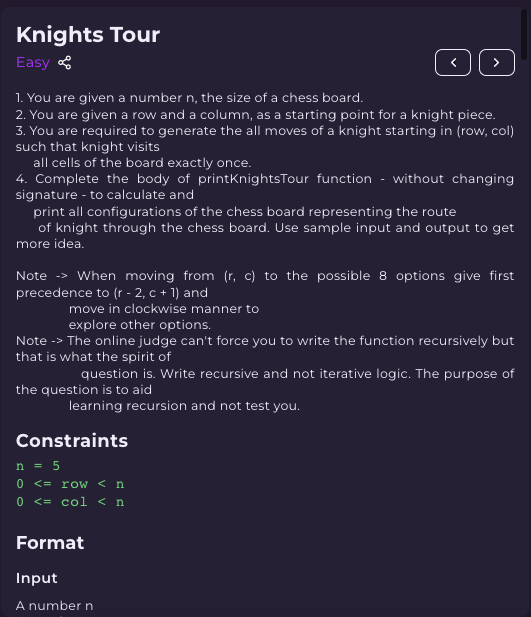 Knights Tour
Easy
1. You are given a number n, the size of a chess board.
2. You are given a row and a column, as a starting point for a knight piece.
3. You are required to generate the all moves of a knight starting in (row, col)
such that knight visits
all cells of the board exactly once.
4. Complete the body of printKnightsTour function - without changing
signature - to calculate and
print all configurations of the chess board representing the route
of knight through the chess board. Use sample input and output to get
more idea.
Note -> When moving from (r, c) to the possible 8 options give first
precedence to (r - 2, c + 1) and
move in clockwise manner to
explore other options.
Note -> The online judge can't force you to write the function recursively but
that is what the spirit of
question is. Write recursive and not iterative logic. The purpose of
the question is to aid
learning recursion and not test you.
Constraints
n = 5
0 <= row < n
0 <= col < n
Format
Input
A number n